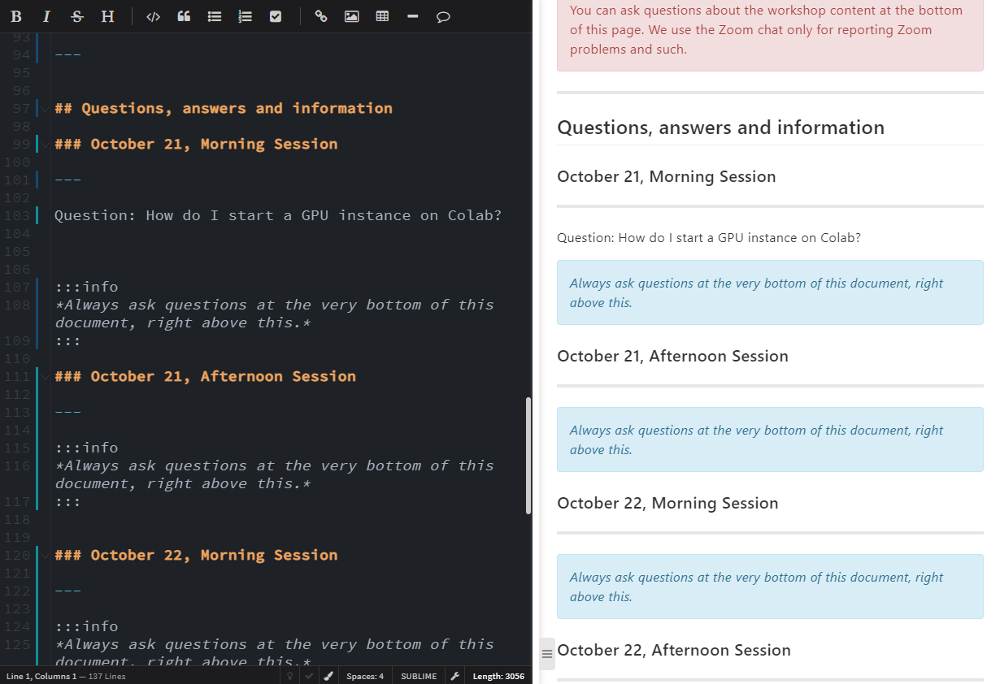 B I S H
93
94 ---
95
96
97 ## Questions, answers and information
98
99 ### October 21, Morning Session
100
101 ---
102
103 Question: How do I start a GPU instance on Colab?
104
105
106
107 :::info
108 *Always ask questions at the very bottom of this
document, right above this.*
109 :::
110
111 ### October 21, Afternoon Session
112
113 ---
114
115 :::info
116 *Always ask questions at the very bottom of this
document, right above this.*
117 :::
118
119
120 ### October 22, Morning Session
121
122 ---
123
124 :::info
125 *Always ask questions at the very bottom of this
document, right above this.*
Line 1, Columns 1 — 137 Lines
Spaces: 4
SUBLIME
Length: 3056
You can ask questions about the workshop content at the bottom
of this page. We use the Zoom chat only for reporting Zoom
problems and such.
Questions, answers and information
October 21, Morning Session
Question: How do I start a GPU instance on Colab?
Always ask questions at the very bottom of this document, right
above this.
October 21, Afternoon Session
Always ask questions at the very bottom of this document, right
above this.
October 22, Morning Session
Always ask questions at the very bottom of this document, right
above this.
October 22, Afternoon Session